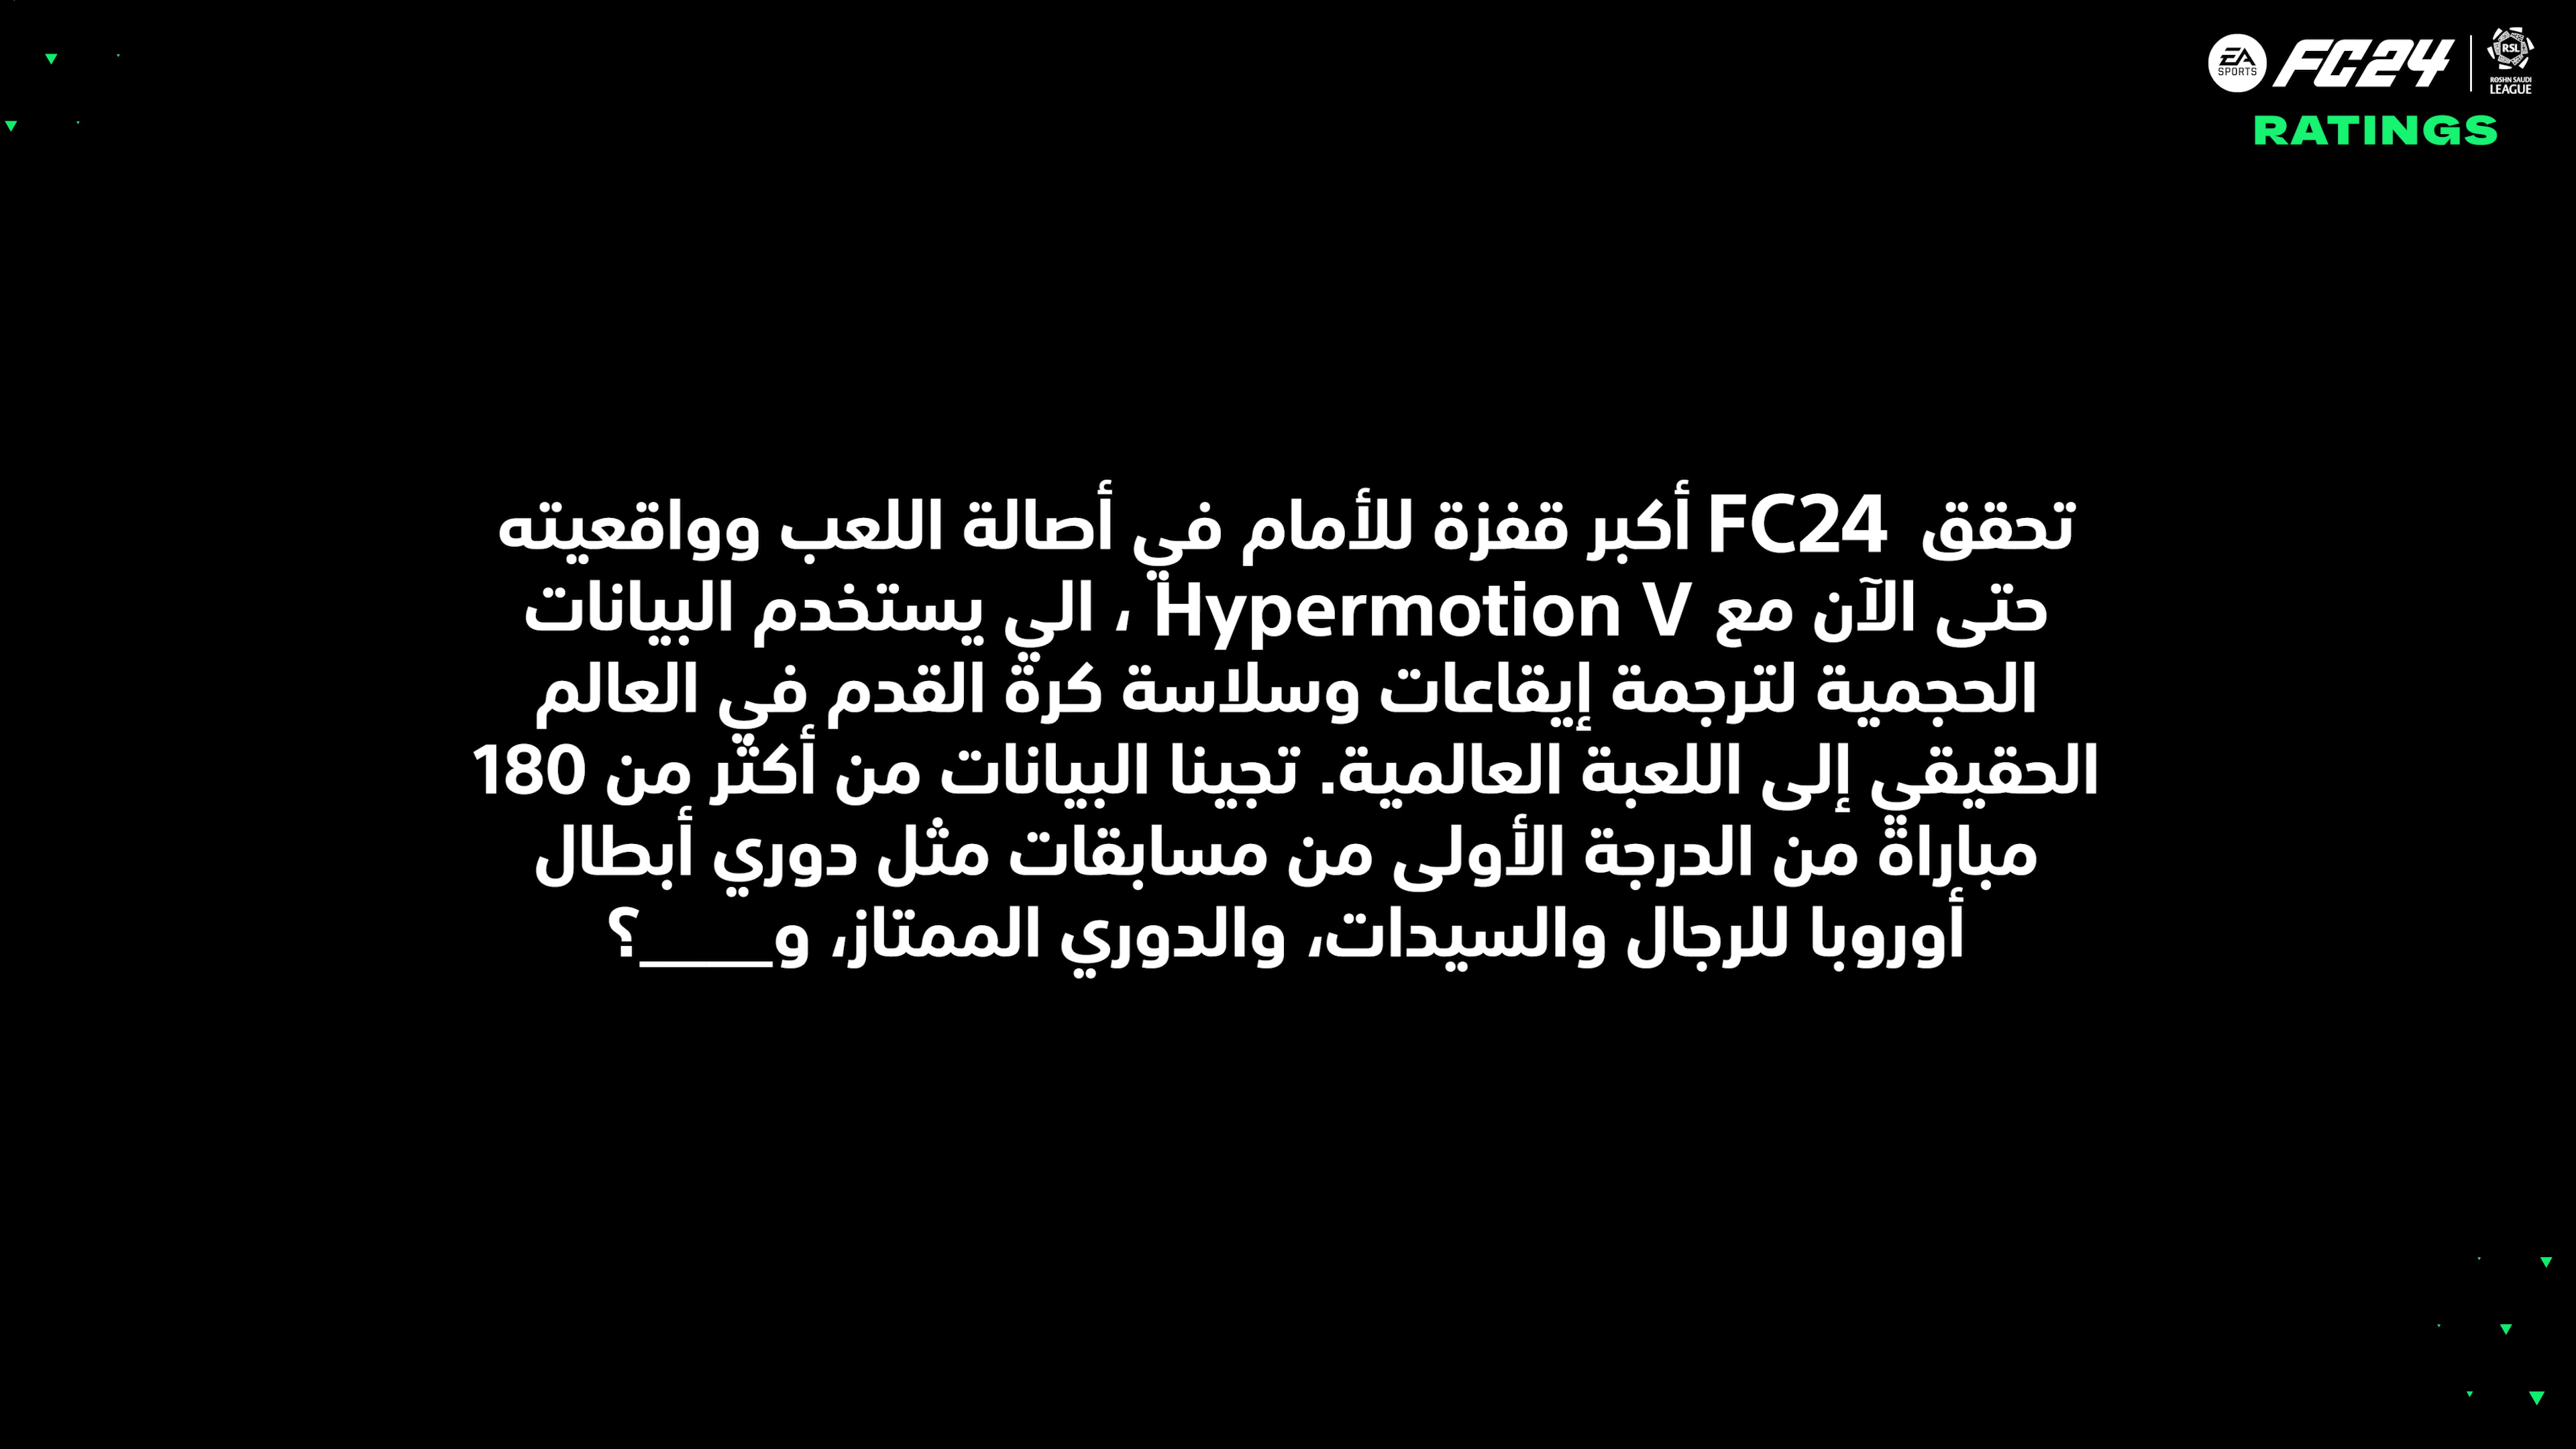 EA SPORTS FC24 RSL ROSHN SAUDI LEAGUE
RATINGS
تحقق FC24 أكبر قفزة للأمام في أصالة اللعب وواقعيته
حتى الآن مع Hypermotion V ، الي يستخدم البيانات
الحجمية لترجمة إيقاعات وسلاسة كرة القدم في العالم
الحقيقي إلى اللعبة العالمية. تجينا البيانات من أكثر من 180
مباراة من الدرجة الأولى من مسابقات مثل دوري أبطال
أوروبا للرجال والسيدات، والدوري الممتاز، و____؟